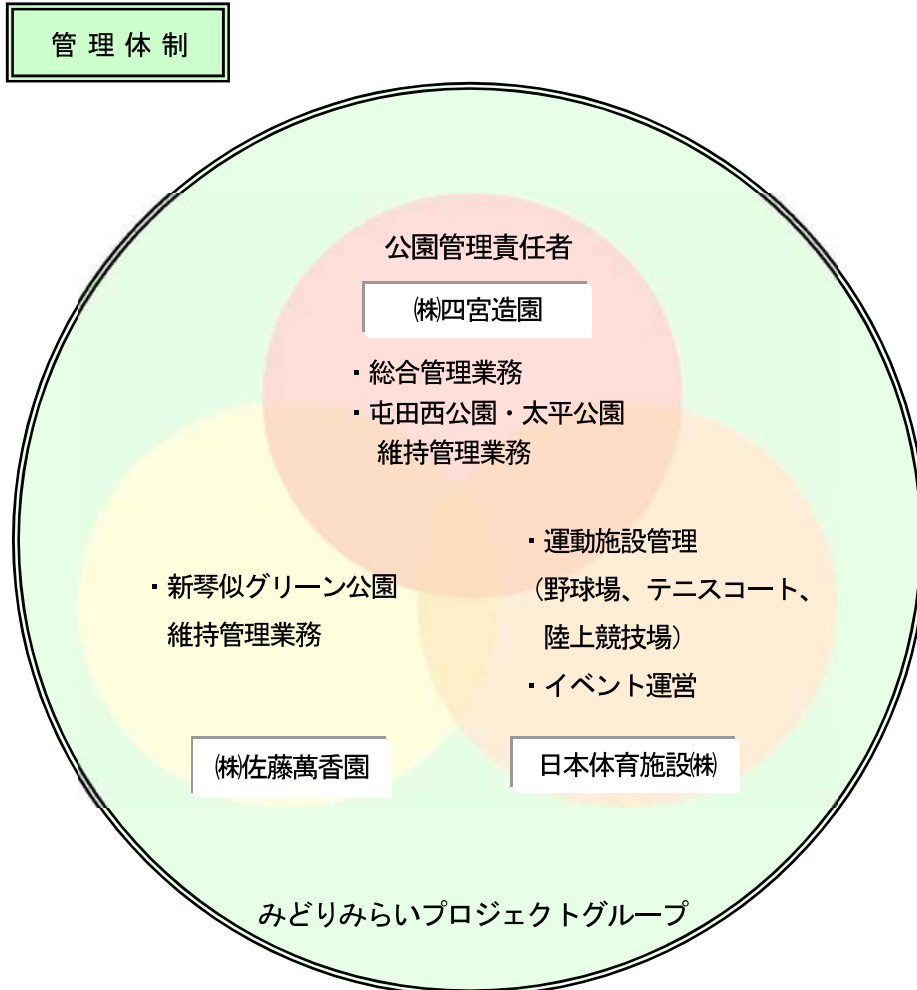 管理体制
公園管理責任者
㈱四宮造園
・総合管理業務
・屯田西公園・太平公園
維持管理業務
・新琴似グリーン公園
維持管理業務
㈱佐藤萬香園
・運動施設管理
（野球場、テニスコート、
陸上競技場）
・イベント運営
日本体育施設㈱
みどりみらいプロジェクトグループ